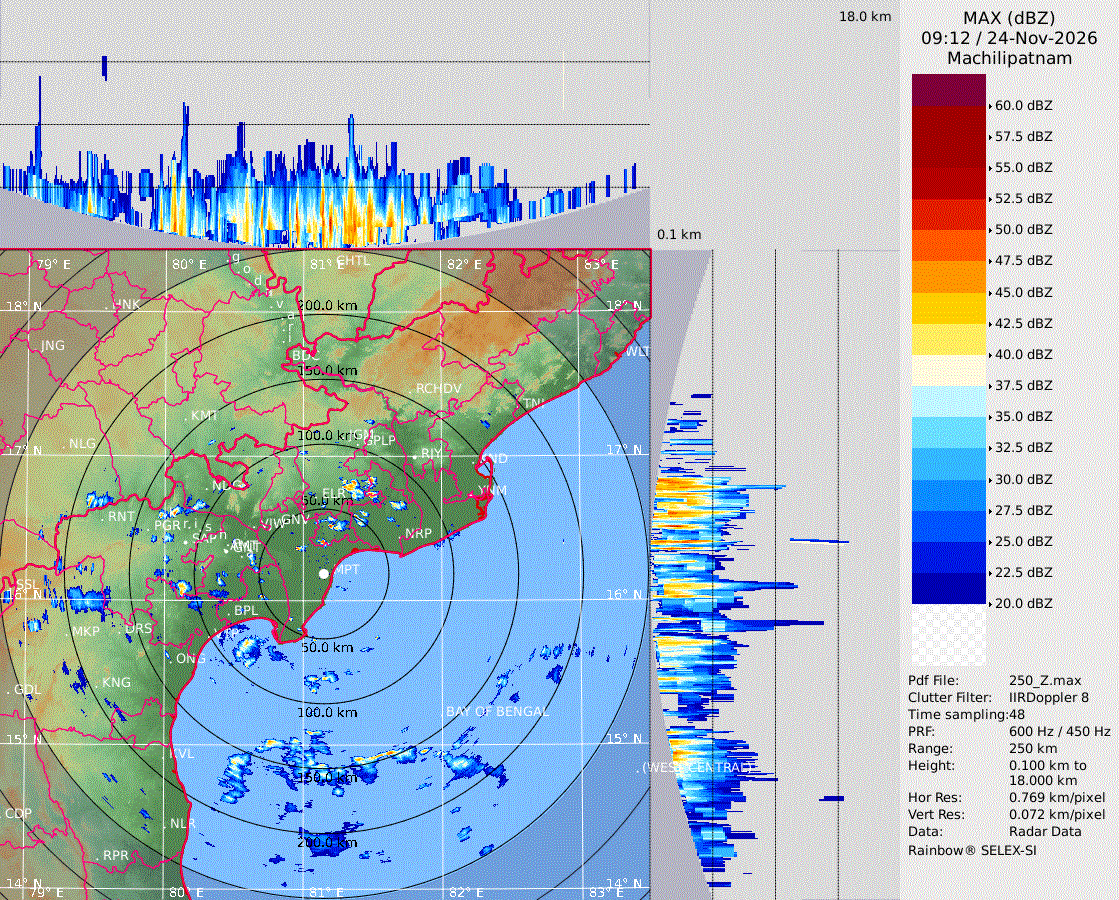 18.0 km
0.1 km
MAX (dBZ)
09:12 / 24-Nov-2026
Machilipatnam
60.0 dBZ
57.5 dBZ
55.0 dBZ
52.5 dBZ
50.0 dBZ
47.5 dBZ
45.0 dBZ
42.5 dBZ
40.0 dBZ
37.5 dBZ
35.0 dBZ
32.5 dBZ
30.0 dBZ
27.5 dBZ
25.0 dBZ
22.5 dBZ
20.0 dBZ
Pdf File: 250_Z.max
Clutter Filter: IIRDoppler 8
Time sampling:48
PRF: 600 Hz / 450 Hz
Range: 250 km
Height: 0.100 km to
18.000 km
Hor Res: 0.769 km/pixel
Vert Res: 0.072 km/pixel
Data: Radar Data
Rainbow® SELEX-SI
79° E
80° E
81° E
82° E
83° E
CHTL
18° N
HNK
200.0 km
18° N
JNG
BDC
WLT
150.0 km
RCHDV
KMT
100.0 km
NLG
GPLP
17° N
RJY
17° N
ELR
50.0 km
RNT
PGR
VJW
GNV
NRP
MPT
16° N
BPL
MKP
50.0 km
ONG
GDL
KNG
100.0 km
BAY OF BENGAL
15° N
15° N
KVL
150.0 km
(WEST CENTRAL)
CDP
NLR
200.0 km
RPR
14° N
14° N
79° E
80
81° E
82° E
83° E